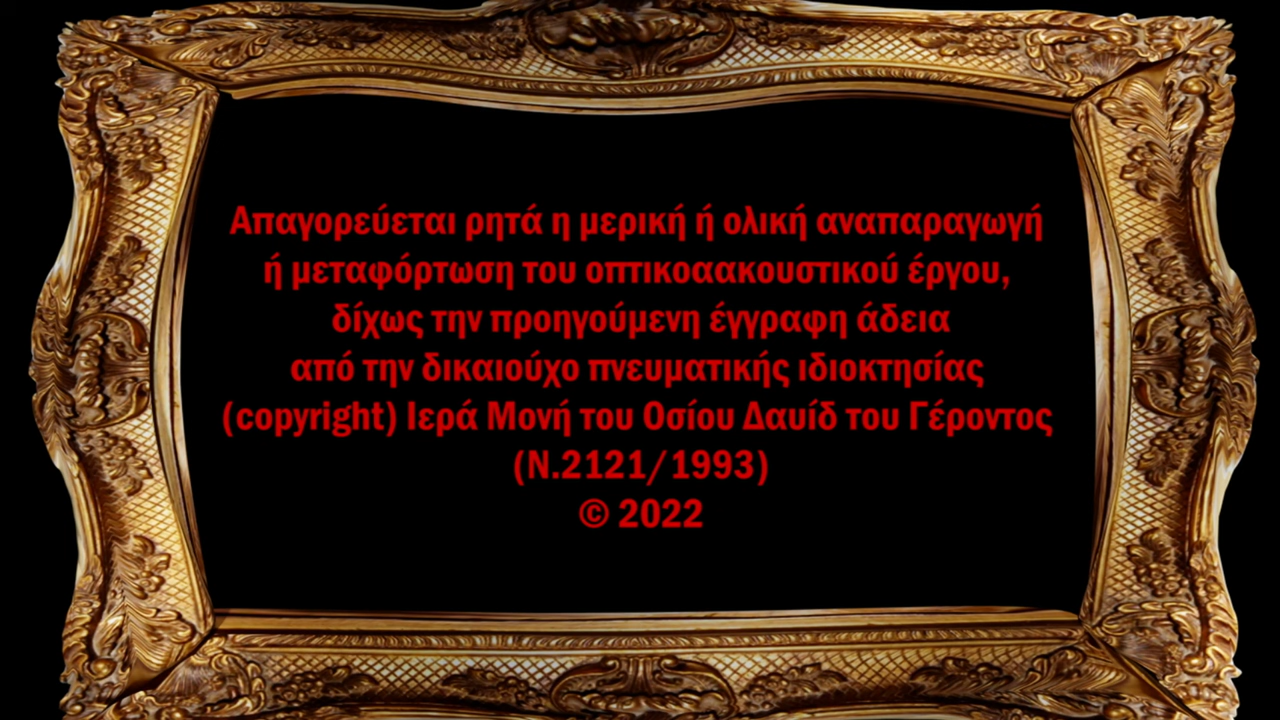 Απαγορεύεται ρητά η μερική ή ολική αναπαραγωγή
ή μεταφόρτωση του οπτικοαακουστικού έργου,
δίχως την προηγούμενη έγγραφη άδεια
από την δικαιούχο πνευματικής ιδιοκτησίας
(copyright) Ιερά Μονή του Οσίου Δαυίδ του Γέροντος
(Ν.2121/1993)
© 2022